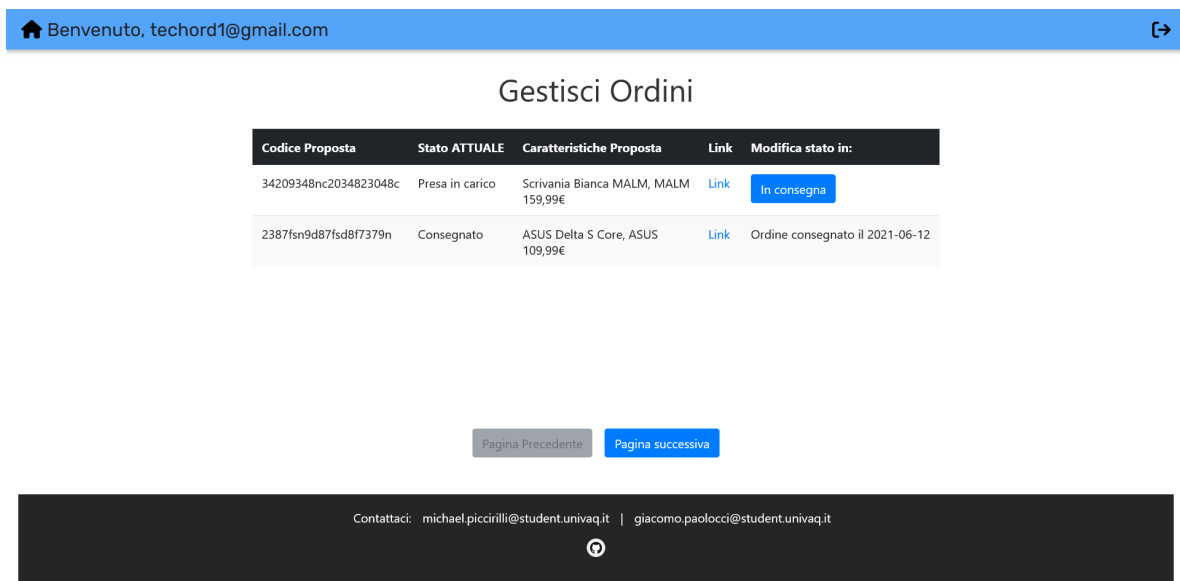 Benvenuto, techord1@gmail.com
Gestisci Ordini
Codice Proposta Stato ATTUALE Caratteristiche Proposta Link Modifica stato in:
34209348nc2034823048c Presa in carico Scrivania Bianca MALM, MALM Link In consegna
159,99€
2387fsn9d87fsd8f7379n Consegnato ASUS Delta S Core, ASUS Link Ordine consegnato il 2021-06-12
109,99€
Pagina Precedente Pagina successiva
Contattaci: michael.piccirilli@student.univaq.it | giacomo.paolocci@student.univaq.it